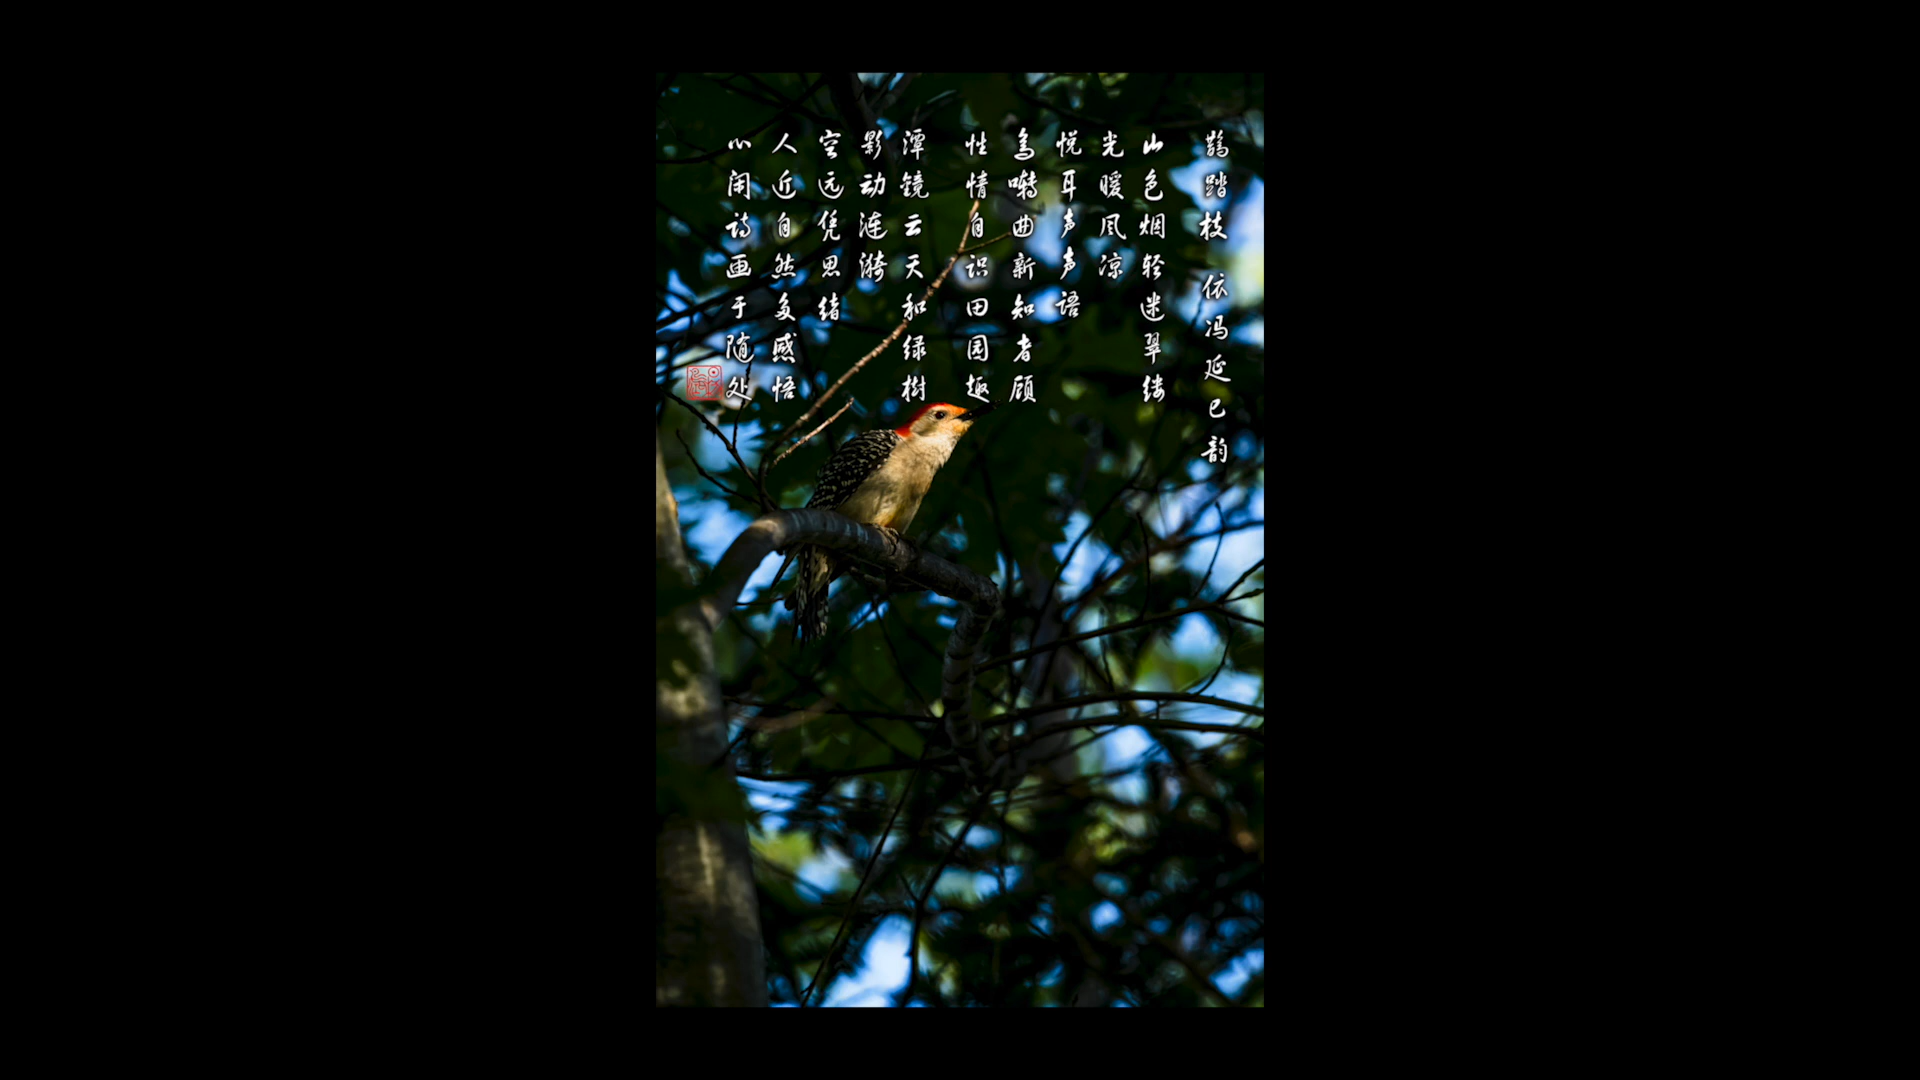 鹊踏枝 依冯延巳韵
山色烟轻迷翠缕
光暖风凉
悦耳声声语
鸟啭曲新知者顾
性情自识田园趣
潭镜云天和绿树
影动涟漪
空远凭思绪
人近自然多感悟
心闲诗画于随处